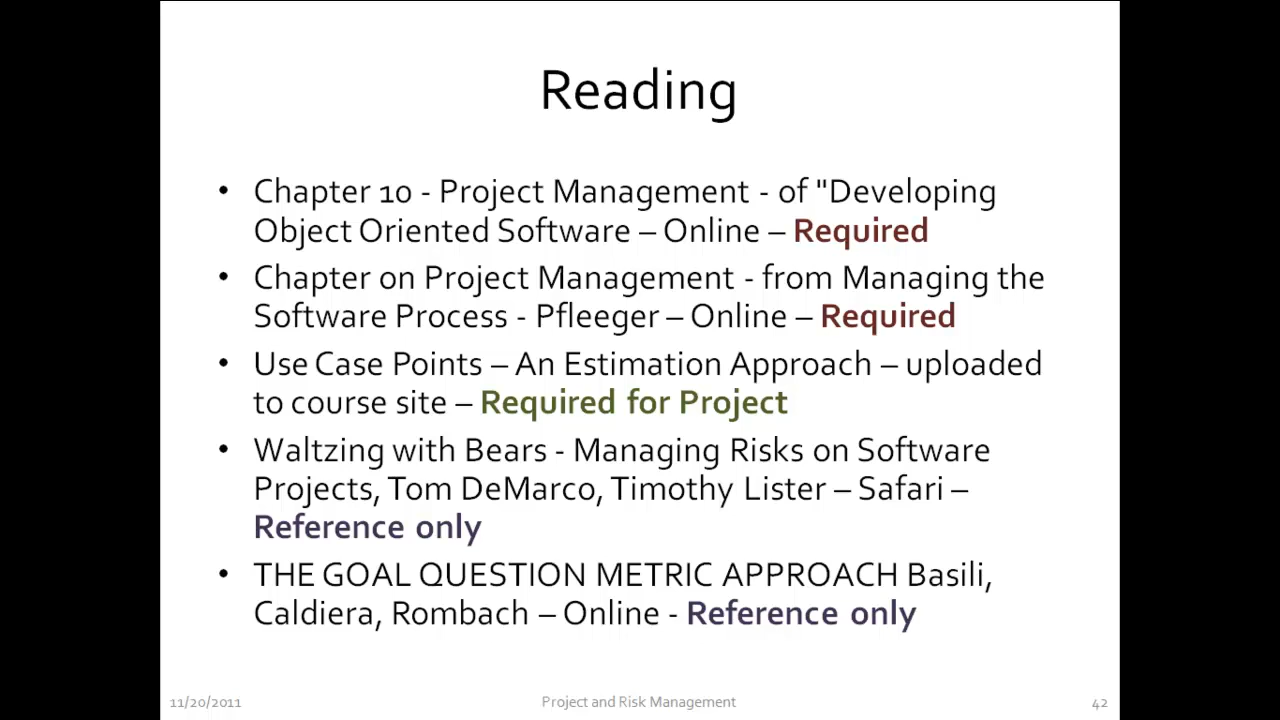 Reading
• Chapter 10 - Project Management - of "Developing
Object Oriented Software – Online – Required
• Chapter on Project Management - from Managing the
Software Process - Pfleeger – Online – Required
• Use Case Points – An Estimation Approach – uploaded
to course site – Required for Project
• Waltzing with Bears - Managing Risks on Software
Projects, Tom DeMarco, Timothy Lister – Safari –
Reference only
• THE GOAL QUESTION METRIC APPROACH Basili,
Caldiera, Rombach – Online - Reference only
11/20/2011 Project and Risk Management 42